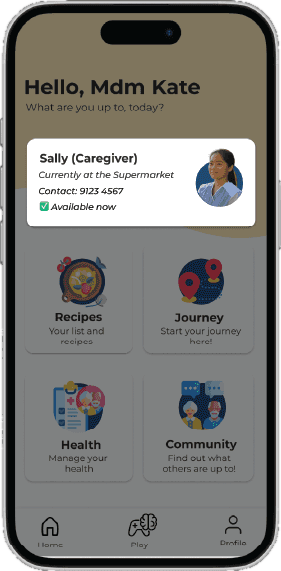 Hello, Mdm Kate
What are you up to, today?
Sally (Caregiver)
Currently at the Supermarket
Contact: 9123 4567
Available now
Recipes
Your list and
recipes
Journey
Start your journey
here!
Health
Manage your
health
Community
Find out what
others are up to!
Home
Play
Profile